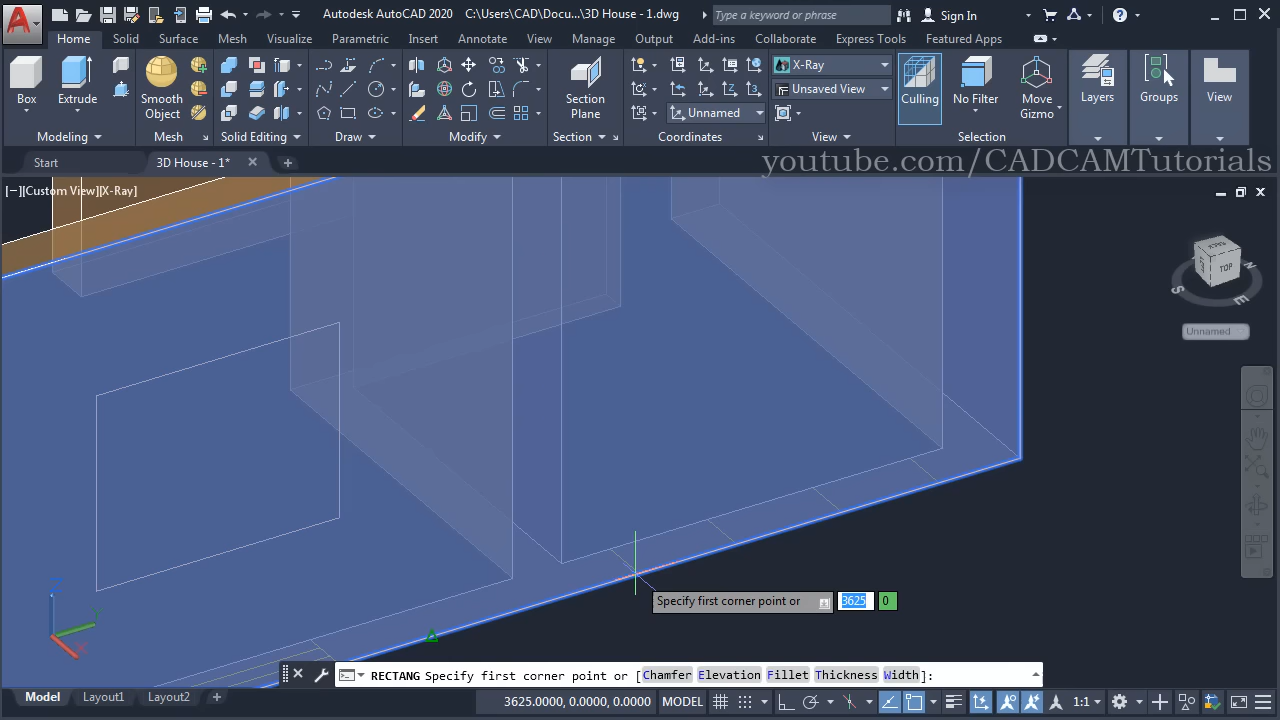 Autodesk AutoCAD 2020 C:\Users\CAD\Docu...\3D House - 1.dwg Type a keyword or phrase Sign In
Home Solid Surface Mesh Visualize Parametric Insert Annotate View Manage Output Add-ins Collaborate Express Tools Featured Apps
X-Ray
Unsaved View
Box Extrude Smooth Object Section Plane Culling No Filter Move Gizmo Layers Groups View
Unnamed
Modeling Mesh Solid Editing Draw Modify Section Coordinates View Selection
Start 3D House - 1*
youtube.com/CADCAMTutorials
[−][Custom View][X-Ray]
TOP
N
S
E
Unnamed
Specify first corner point or 3625 0
Z
Y
X
RECTANG Specify first corner point or [Chamfer Elevation Fillet Thickness Width]:
Model Layout1 Layout2 3625.0000, 0.0000, 0.0000 MODEL 1:1